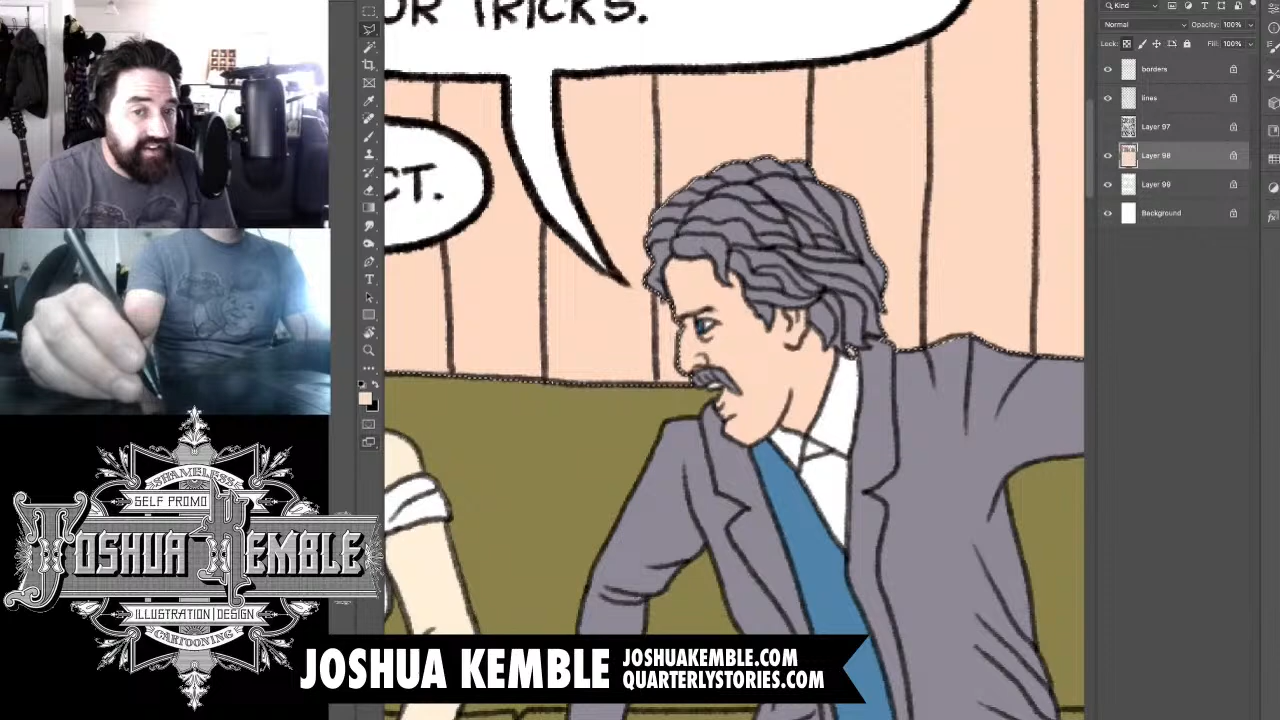 OUR TRICKS.
CT.
Kind
Normal
Opacity: 100%
Lock:
Fill: 100%
borders
lines
Layer 97
Layer 98
Layer 99
Background
SHAMELESS
SELF PROMO
JOSHUA KEMBLE
ILLUSTRATION|DESIGN
CARTOONING
JOSHUA KEMBLE
JOSHUAKEMBLE.COM
QUARTERLYSTORIES.COM